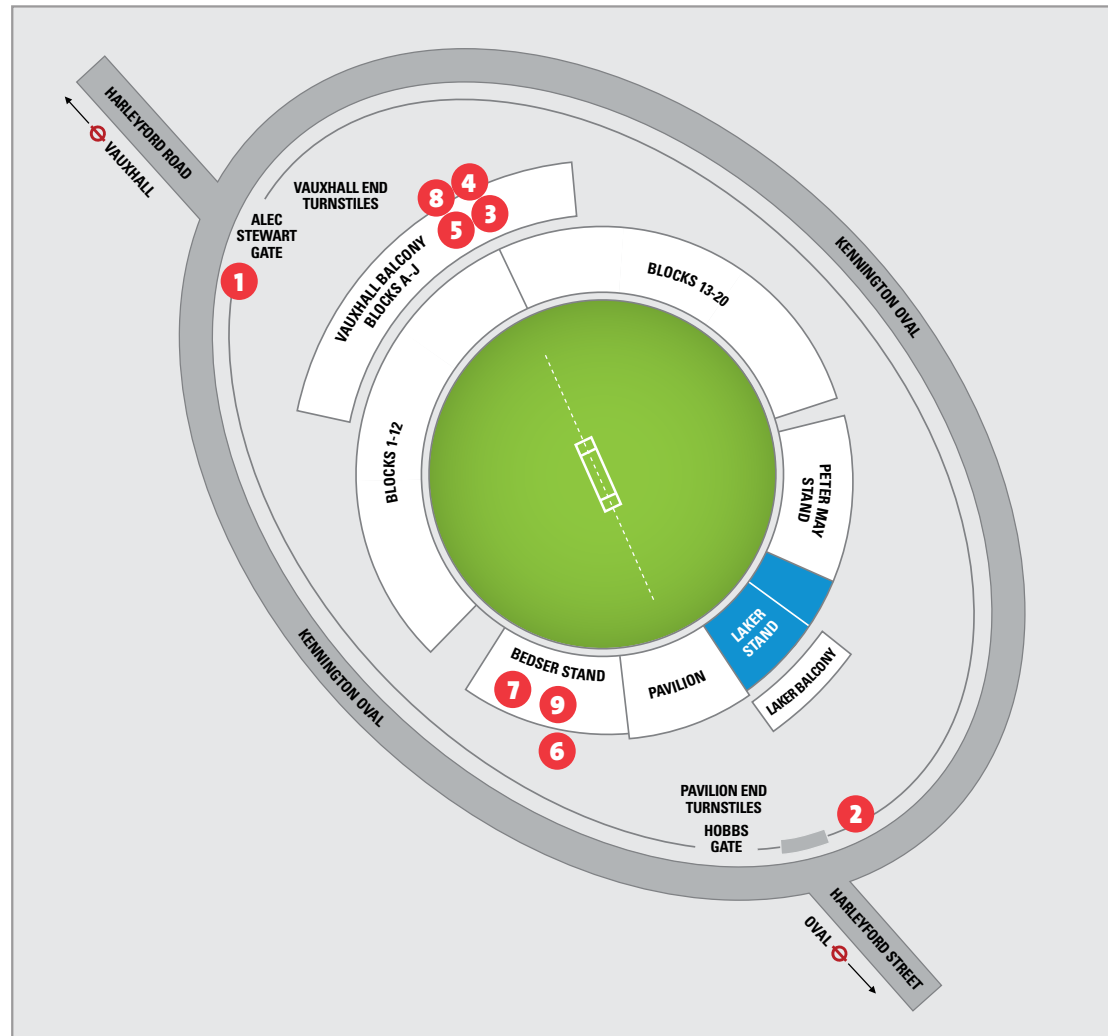 HARLEYFORD ROAD
VAUXHALL
VAUXHALL END
TURNSTILES
ALEC
STEWART
GATE
1
8
4
5
3
VAUXHALL BALCONY
BLOCKS A-J
BLOCKS 13-20
KENNINGTON OVAL
BLOCKS 1-12
PETER MAY
STAND
LAKER
STAND
LAKER BALCONY
BEDSER STAND
PAVILION
7
9
6
KENNINGTON OVAL
PAVILION END
TURNSTILES
HOBBS
GATE
2
OVAL
HARLEYFORD STREET